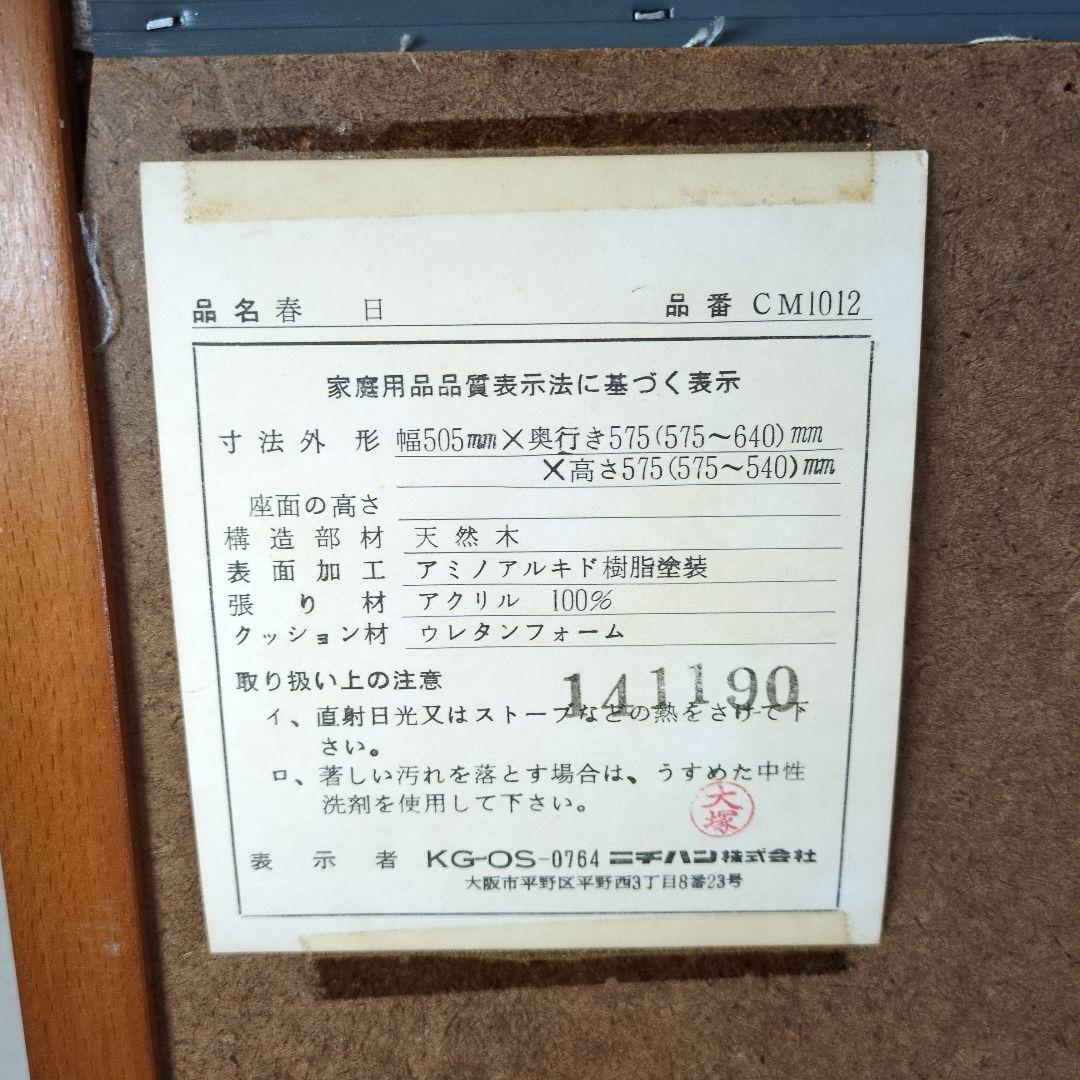 品名 春 日 品番 CM1012
家庭用品品質表示法に基づく表示
寸法外形 幅505㎜×奥行き575(575〜640)㎜
×高さ575(575〜540)㎜
座面の高さ
構造部材 天然木
表面加工 アミノアルキド樹脂塗装
張り材 アクリル 100%
クッション材 ウレタンフォーム
取り扱い上の注意
141190
イ、直射日光又はストーブなどの熱をさけて下
さい。
ロ、著しい汚れを落とす場合は、うすめた中性
洗剤を使用して下さい。
大塚
表示者 KG-OS-0764 ニチハン株式会社
大阪市平野区平野西3丁目8番23号